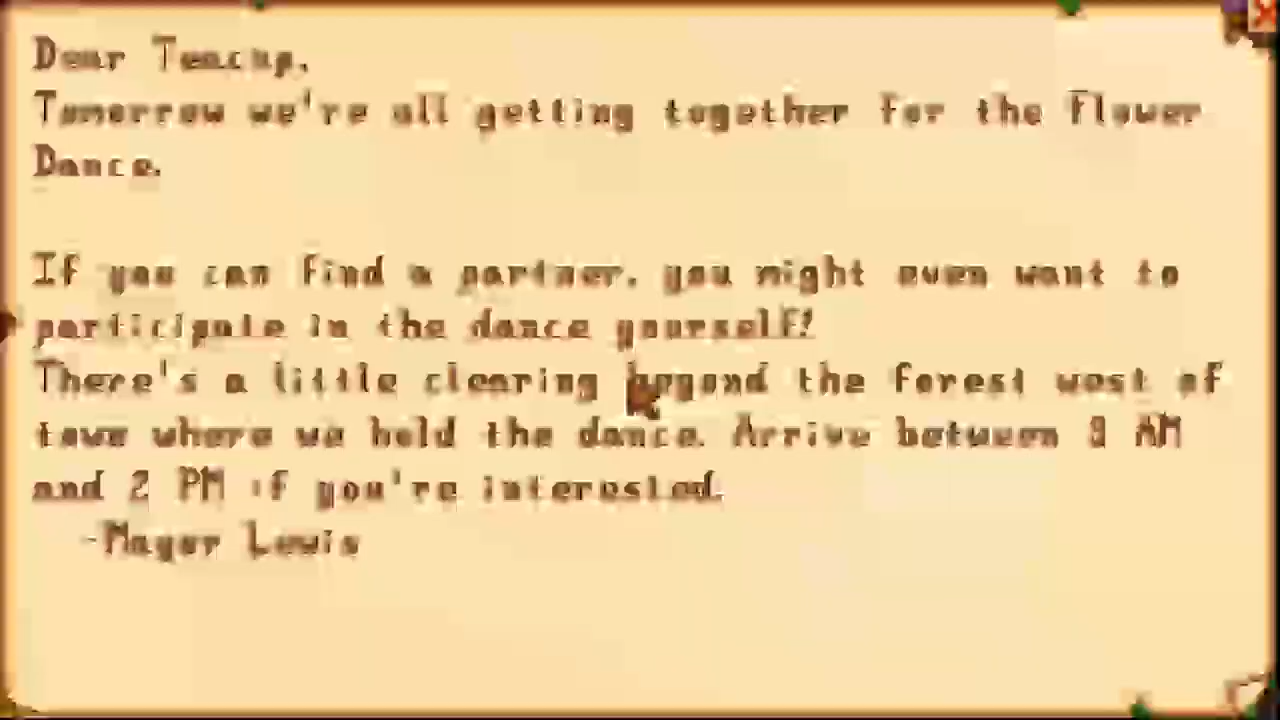 Dear Teacup,
Tomorrow we're all getting together for the Flower
Dance.
If you can find a partner, you might even want to
participate in the dance yourself!
There's a little clearing beyond the forest west of
town where we hold the dance. Arrive between 9 AM
and 2 PM if you're interested.
-Mayor Lewis